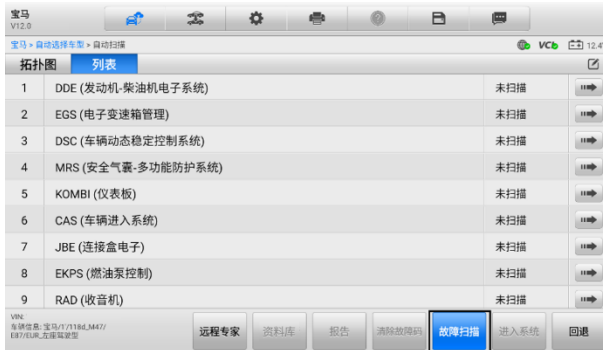 宝马
V12.0
宝马 > 自动选择车型 > 自动扫描
VCI
12.4
拓扑图 列表
1 DDE (发动机-柴油机电子系统) 未扫描
2 EGS (电子变速箱管理) 未扫描
3 DSC (车辆动态稳定控制系统) 未扫描
4 MRS (安全气囊-多功能防护系统) 未扫描
5 KOMBI (仪表板) 未扫描
6 CAS (车辆进入系统) 未扫描
7 JBE (连接盒电子) 未扫描
8 EKPS (燃油泵控制) 未扫描
9 RAD (收音机) 未扫描
VIN:
车辆信息: 宝马/1'/118d_M47/
E87/EUR_左座驾驶型
远程专家 资料库 报告 清除故障码 故障扫描 进入系统 回退